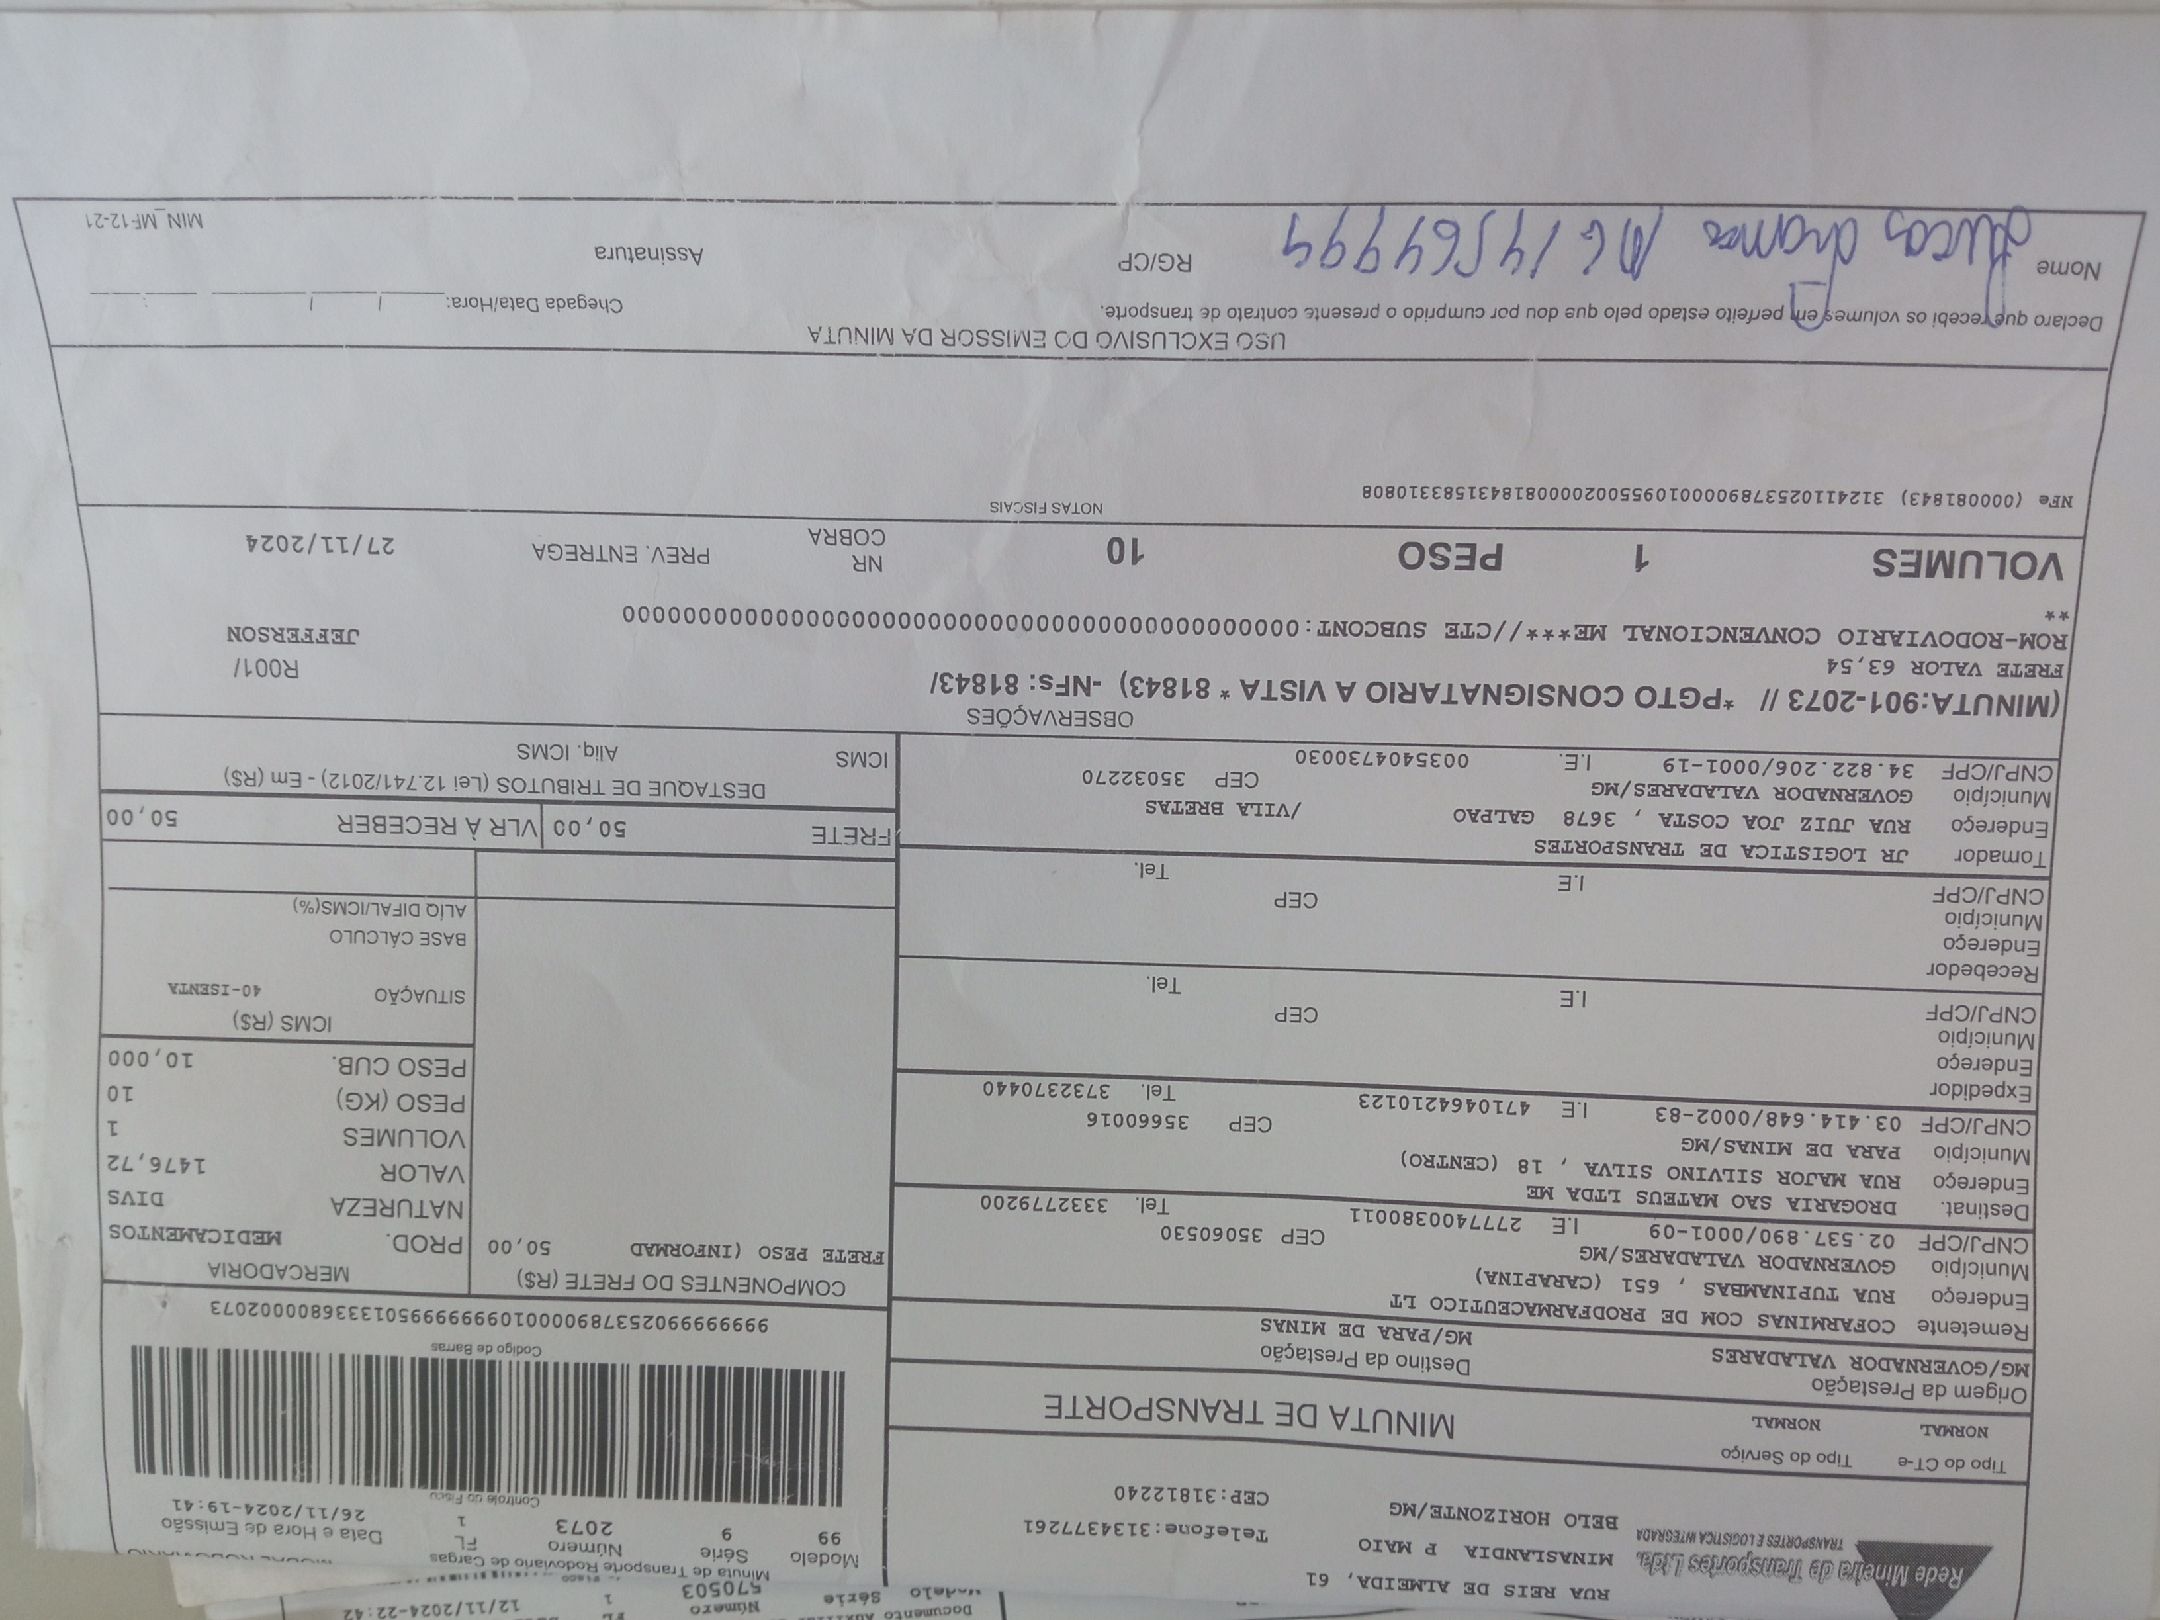 Documento Auxili
Modelo Série Número FL
570503 1 12/11/2024-22:42
Rede Mineira de Transportes Ltda.
TRANSPORTES E LOGÍSTICA INTEGRADA
RUA REIS DE ALMEIDA, 61
MINASLANDIA P MAIO Telefone:3134377261
BELO HORIZONTE/MG CEP:31812240
Minuta de Transporte Rodoviário de Cargas
Modelo Série Número FL Data e Hora de Emissão
99 9 2073 1 26/11/2024-19:41
Controle do Fisco
Codigo de Barras
Tipo do CT-e Tipo do Serviço
NORMAL NORMAL
MINUTA DE TRANSPORTE
Origem da Prestação Destino da Prestação
MG/GOVERNADOR VALADARES MG/PARA DE MINAS
Remetente COFARMINAS COM DE PRODFARMACEUTICO LT
Endereço RUA TUPINAMBAS , 651 (CARAPINA)
Município GOVERNADOR VALADARES/MG CEP 35060530
CNPJ/CPF 02.537.890/0001-09 I.E 2777400380011 Tel. 3332779200
Destinat. DROGARIA SAO MATEUS LTDA ME
Endereço RUA MAJOR SILVINO SILVA , 18 (CENTRO)
Município PARA DE MINAS/MG CEP 35660016
CNPJ/CPF 03.414.648/0002-83 I.E 4710464210123 Tel. 3732370440
Expedidor
Endereço
Município CEP
CNPJ/CPF I.E Tel.
Recebedor
Endereço
Município CEP
CNPJ/CPF I.E Tel.
Tomador JR LOGISTICA DE TRANSPORTES
Endereço RUA JUIZ JOA COSTA , 3678 GALPAO /VILA BRETAS
Município GOVERNADOR VALADARES/MG CEP 35032270
CNPJ/CPF 34.822.206/0001-19 I.E. 0035404730030
COMPONENTES DO FRETE (R$)
FRETE PESO (INFORMAD 50,00
MERCADORIA
PROD. MEDICAMENTOS
NATUREZA DIVS
VALOR 1476,72
VOLUMES 1
PESO (KG) 10
PESO CUB. 10,000
ICMS (R$)
SITUAÇÃO 40-ISENTA
BASE CÁLCULO
ALÍQ DIFAL/ICMS(%)
FRETE 50,00 VLR À RECEBER 50,00
DESTAQUE DE TRIBUTOS (Lei 12.741/2012) - Em (R$)
ICMS Aliq. ICMS
OBSERVAÇÕES
(MINUTA:901-2073 // *PGTO CONSIGNATARIO A VISTA * 81843) -NFs: 81843/
FRETE VALOR 63,54 R001/
ROM-RODOVIARIO CONVENCIONAL ME***//CTE SUBCONT:00000000000000000000000000000000000000000000 JEFFERSON
**
VOLUMES 1 PESO 10 NR COBRA PREV. ENTREGA 27/11/2024
NOTAS FISCAIS
NFe (000081843) 31241102537890000109550020000818431583310808
USO EXCLUSIVO DO EMISSOR DA MINUTA
Declaro que recebi os volumes em perfeito estado pelo que dou por cumprido o presente contrato de transporte. Chegada Data/Hora: / / :
Nome RG/CP Assinatura
Lucas MG 14564994
MIN_MF12-21